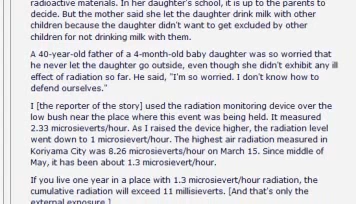 radioactive materials. In her daughter's school, it is up to the parents to
decide. But the mother said she let the daughter drink milk with other
children because the daughter didn't want to get excluded by other
children for not drinking milk with them.
A 40-year-old father of a 4-month-old baby daughter was so worried that
he never let the daughter go outside, even though she didn't exhibit any ill
effect of radiation so far. He said, "I'm so worried. I don't know how to
defend ourselves."
I [the reporter of the story] used the radiation monitoring device over the
low bush near the place where this event was being held. It measured
2.33 microsieverts/hour. As I raised the device higher, the radiation level
went down to 1 microsievert/hour. The highest air radiation measured in
Koriyama City was 8.26 microsieverts/hour on March 15. Since middle
of May, it has been about 1.3 microsievert/hour.
If you live one year in a place with 1.3 microsievert/hour radiation, the
cumulative radiation will exceed 11 millisieverts. [And that's only the
external exposure.]